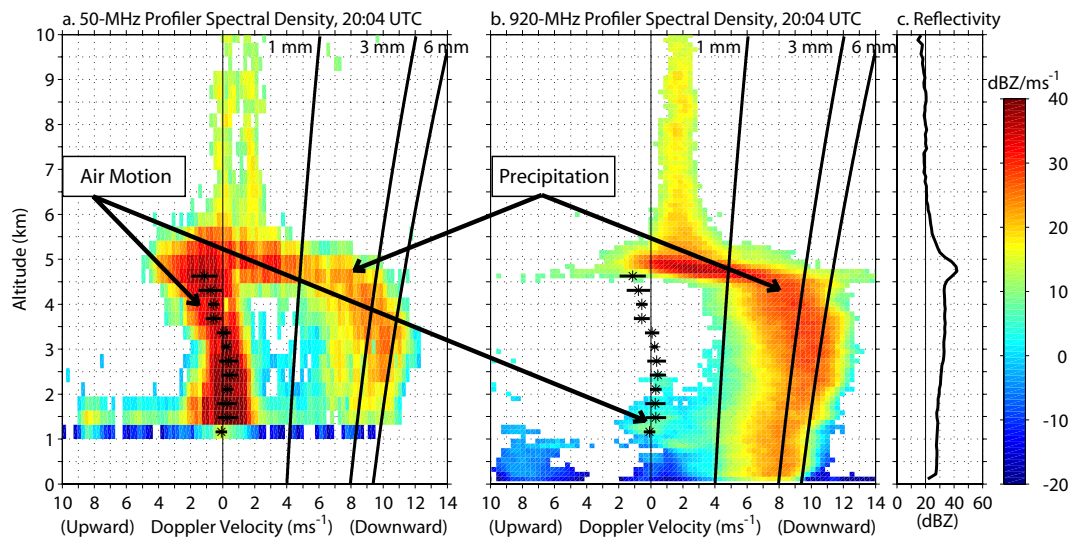 a. 50-MHz Profiler Spectral Density, 20:04 UTC
b. 920-MHz Profiler Spectral Density, 20:04 UTC
c. Reflectivity
10
9
8
7
6
5
4
3
2
1
0
Altitude (km)
1 mm
3 mm
6 mm
1 mm
3 mm
6 mm
Air Motion
Precipitation
10 8 6 4 2 0 2 4 6 8 10 12 14
(Upward) Doppler Velocity (ms-1) (Downward)
10 8 6 4 2 0 2 4 6 8 10 12 14
(Upward) Doppler Velocity (ms-1) (Downward)
0 20 40 60
(dBZ)
dBZ/ms-1
40
30
20
10
0
-10
-20